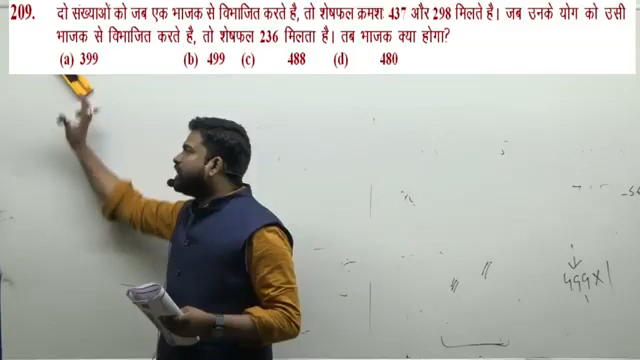 209. दो संख्याओं को जब एक भाजक से विभाजित करते है, तो शेषफल क्रमशः 437 और 298 मिलते है। जब उनके योग को उसी
भाजक से विभाजित करते है, तो शेषफल 236 मिलता है। तब भाजक क्या होगा?
(a) 399 (b) 499 (c) 488 (d) 480